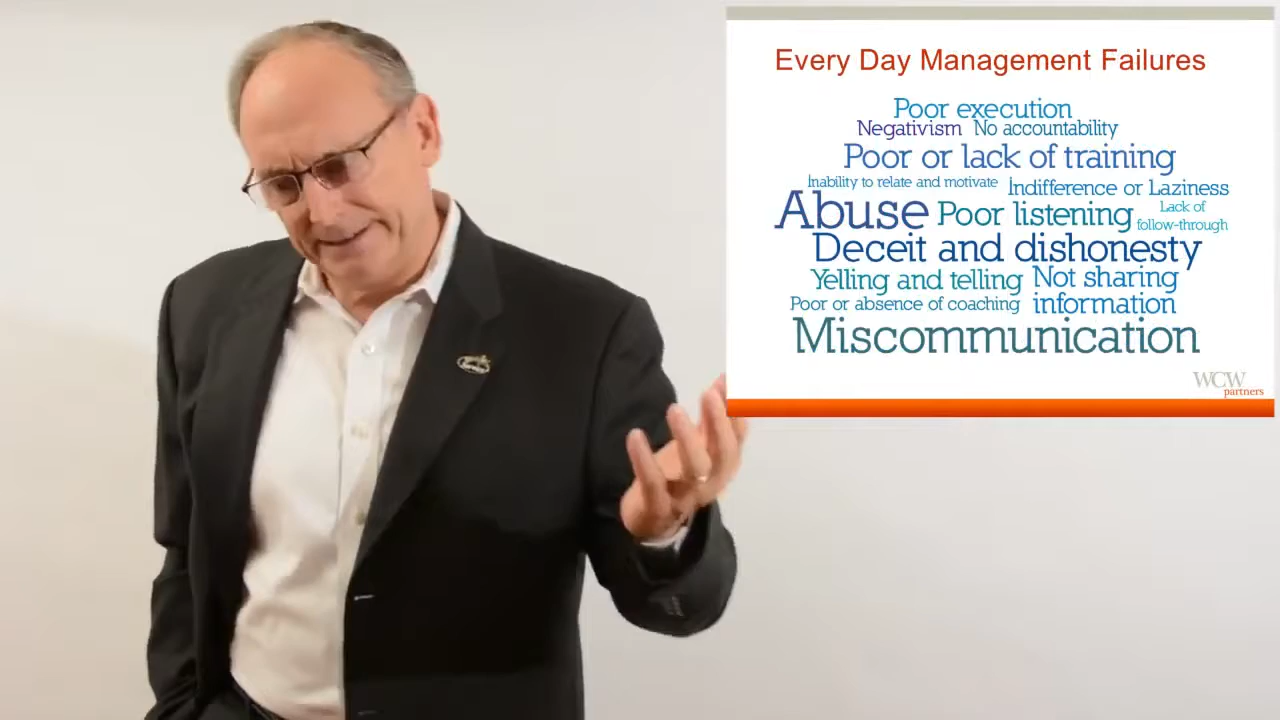 Every Day Management Failures
Poor execution
Negativism No accountability
Poor or lack of training
Inability to relate and motivate Indifference or Laziness
Abuse Poor listening Lack of
follow-through
Deceit and dishonesty
Yelling and telling Not sharing
Poor or absence of coaching information
Miscommunication
WCW
partners